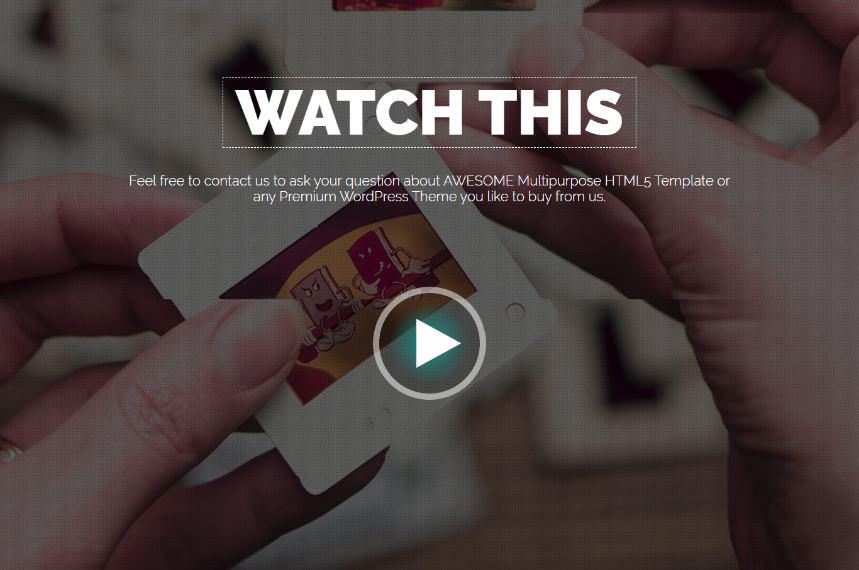 WATCH THIS
Feel free to contact us to ask your question about AWESOME Multipurpose HTML5 Template or
any Premium WordPress Theme you like to buy from us.